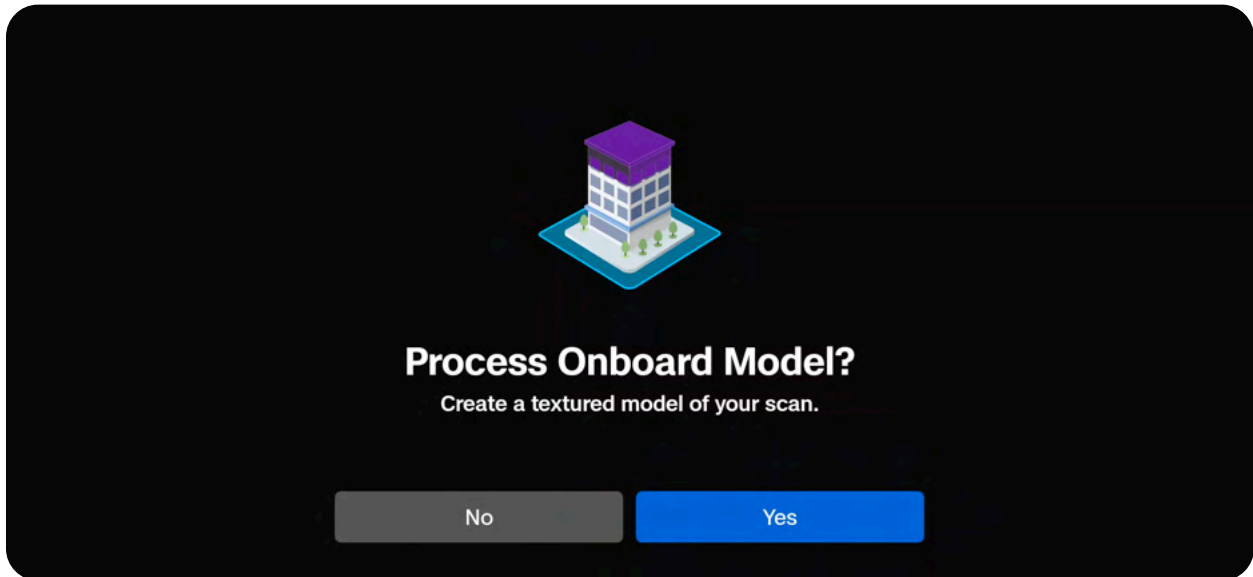 Process Onboard Model?
Create a textured model of your scan.
No
Yes